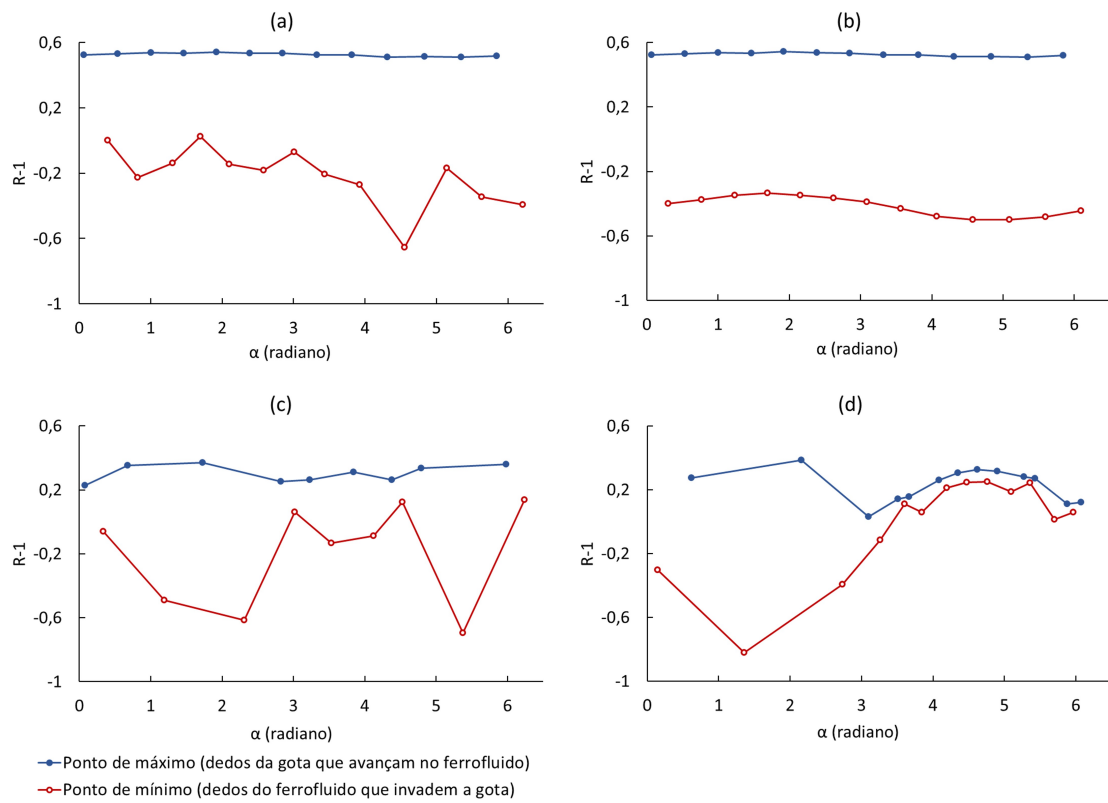 (a)
0,6
0,2
-0,2
-0,6
-1
R-1
0 1 2 3 4 5 6
α (radiano)
(b)
0,6
0,2
-0,2
-0,6
-1
R-1
0 1 2 3 4 5 6
α (radiano)
(c)
0,6
0,2
-0,2
-0,6
-1
R-1
0 1 2 3 4 5 6
α (radiano)
(d)
0,6
0,2
-0,2
-0,6
-1
R-1
0 1 2 3 4 5 6
α (radiano)
Ponto de máximo (dedos da gota que avançam no ferrofluido)
Ponto de mínimo (dedos do ferrofluido que invadem a gota)